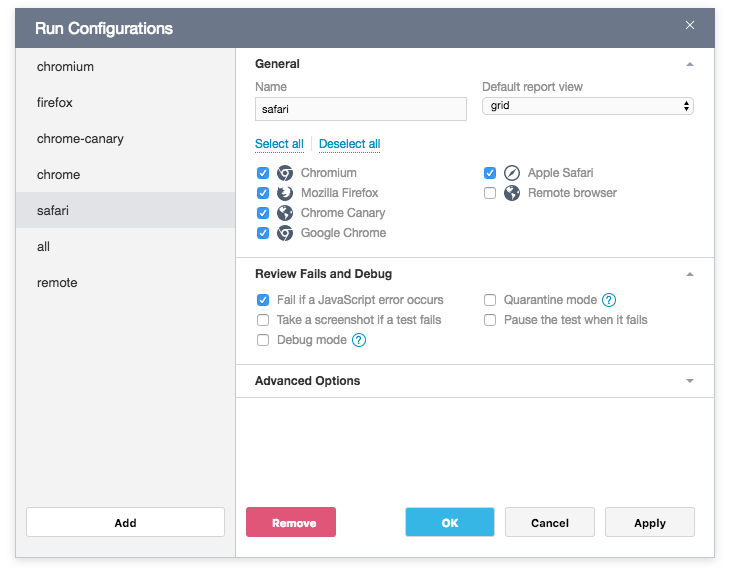 Run Configurations
chromium
firefox
chrome-canary
chrome
safari
all
remote
Add
General
Name
Default report view
safari
grid
Select all
Deselect all
Chromium
Apple Safari
Mozilla Firefox
Remote browser
Chrome Canary
Google Chrome
Review Fails and Debug
Fail if a JavaScript error occurs
Quarantine mode ?
Take a screenshot if a test fails
Pause the test when it fails
Debug mode ?
Advanced Options
Remove
OK
Cancel
Apply